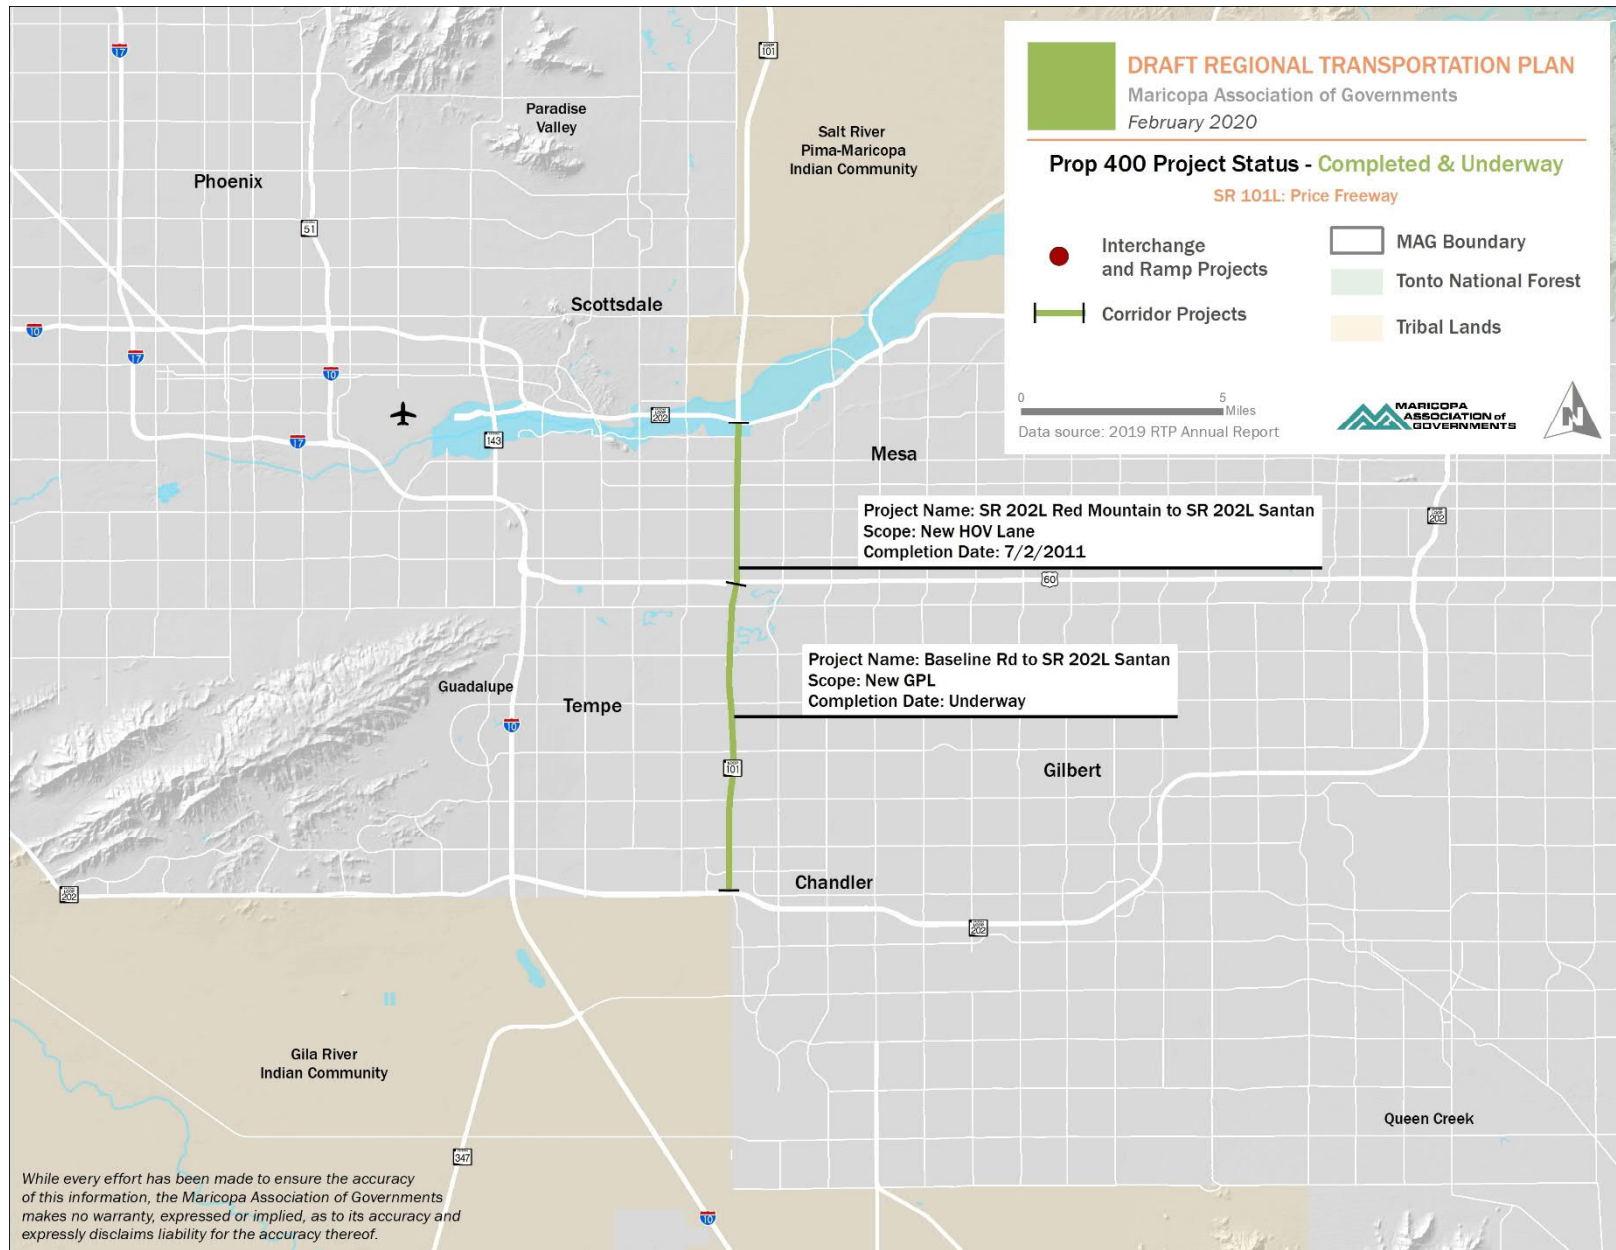 DRAFT REGIONAL TRANSPORTATION PLAN
Maricopa Association of Governments
February 2020
Prop 400 Project Status - Completed & Underway
SR 101L: Price Freeway
Interchange
and Ramp Projects
Corridor Projects
MAG Boundary
Tonto National Forest
Tribal Lands
0
5
Miles
Data source: 2019 RTP Annual Report
MARICOPA
ASSOCIATION of
GOVERNMENTS
N
17
LOOP
101
Paradise
Valley
Salt River
Pima-Maricopa
Indian Community
Phoenix
51
Scottsdale
10
17
10
LOOP
202
143
17
Mesa
Project Name: SR 202L Red Mountain to SR 202L Santan
Scope: New HOV Lane
Completion Date: 7/2/2011
LOOP
202
60
Project Name: Baseline Rd to SR 202L Santan
Scope: New GPL
Completion Date: Underway
Guadalupe
Tempe
10
LOOP
101
Gilbert
Chandler
LOOP
202
LOOP
202
Gila River
Indian Community
Queen Creek
347
10
While every effort has been made to ensure the accuracy
of this information, the Maricopa Association of Governments
makes no warranty, expressed or implied, as to its accuracy and
expressly disclaims liability for the accuracy thereof.